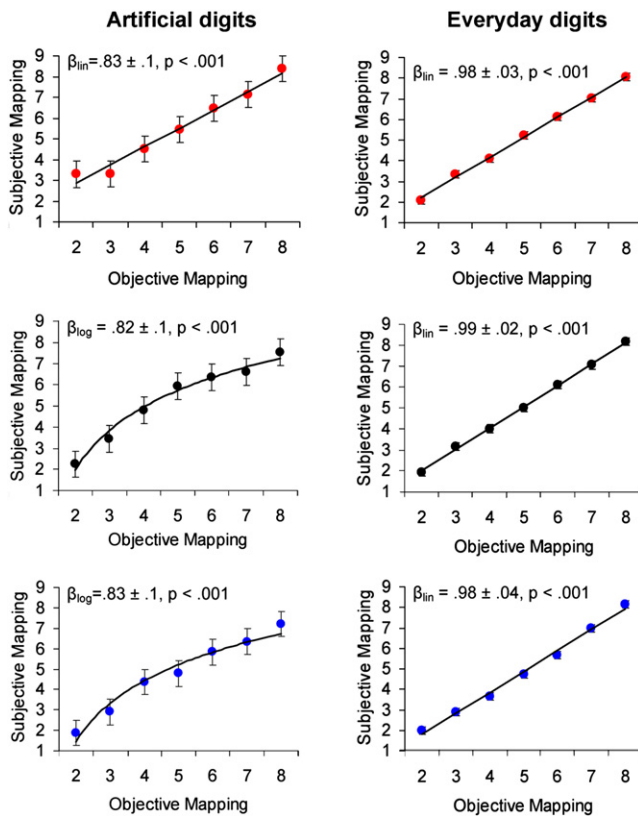 Artificial digits
Everyday digits
Subjective Mapping
9
8
7
6
5
4
3
2
1
βlin=.83 ± .1, p < .001
2 3 4 5 6 7 8
Objective Mapping
Subjective Mapping
9
8
7
6
5
4
3
2
1
βlin = .98 ± .03, p < .001
2 3 4 5 6 7 8
Objective Mapping
Subjective Mapping
9
8
7
6
5
4
3
2
1
βlog = .82 ± .1, p < .001
2 3 4 5 6 7 8
Objective Mapping
Subjective Mapping
9
8
7
6
5
4
3
2
1
βlin = .99 ± .02, p < .001
2 3 4 5 6 7 8
Objective Mapping
Subjective Mapping
9
8
7
6
5
4
3
2
1
βlog=.83 ± .1, p < .001
2 3 4 5 6 7 8
Objective Mapping
Subjective Mapping
9
8
7
6
5
4
3
2
1
βlin = .98 ± .04, p < .001
2 3 4 5 6 7 8
Objective Mapping